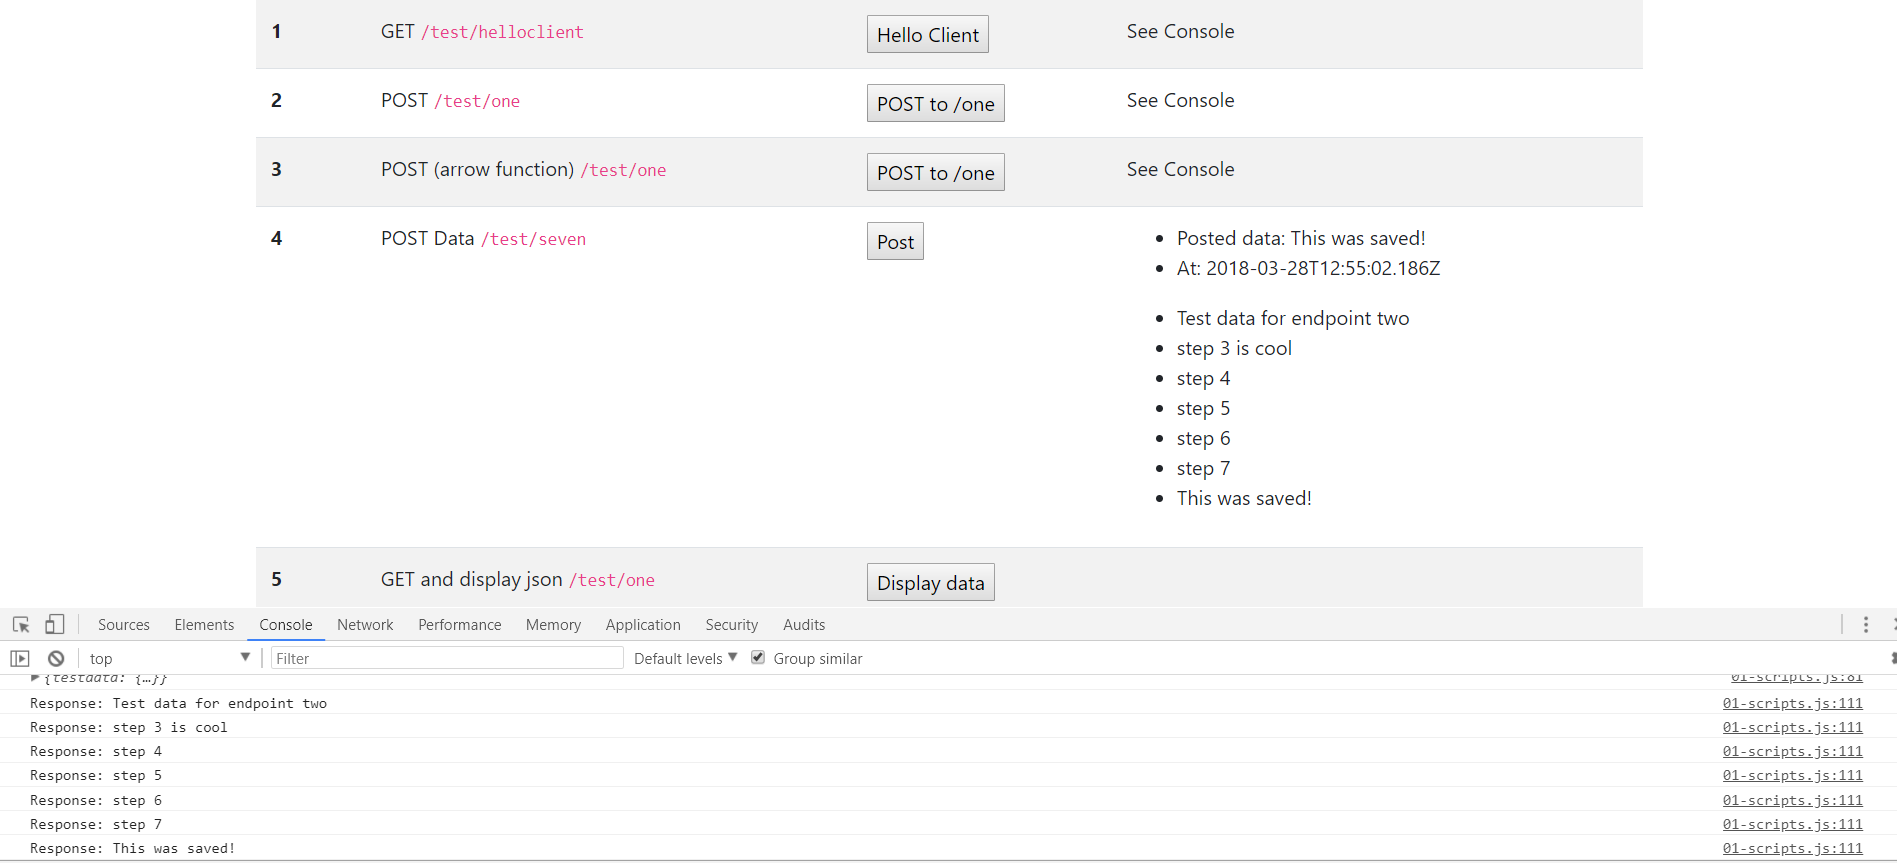 1 GET /test/helloclient Hello Client See Console
2 POST /test/one POST to /one See Console
3 POST (arrow function) /test/one POST to /one See Console
4 POST Data /test/seven Post Posted data: This was saved!
At: 2018-03-28T12:55:02.186Z
Test data for endpoint two
step 3 is cool
step 4
step 5
step 6
step 7
This was saved!
5 GET and display json /test/one Display data
Sources Elements Console Network Performance Memory Application Security Audits
top Filter Default levels Group similar
{testdata: {…}} 01-scripts.js:81
Response: Test data for endpoint two 01-scripts.js:111
Response: step 3 is cool 01-scripts.js:111
Response: step 4 01-scripts.js:111
Response: step 5 01-scripts.js:111
Response: step 6 01-scripts.js:111
Response: step 7 01-scripts.js:111
Response: This was saved! 01-scripts.js:111